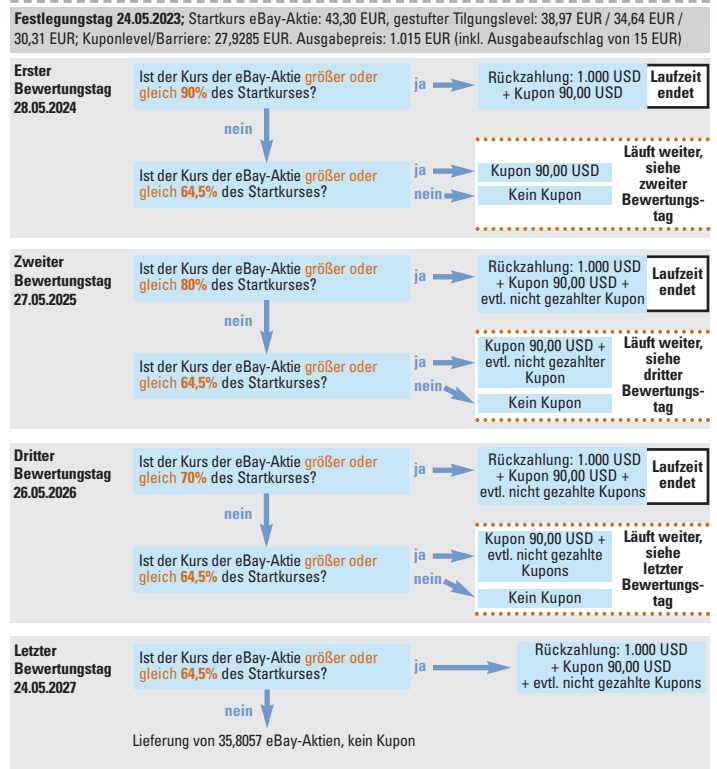 Festlegungstag 24.05.2023; Startkurs eBay-Aktie: 43,30 EUR, gestufter Tilgungslevel: 38,97 EUR / 34,64 EUR /
30,31 EUR; Kuponlevel/Barriere: 27,9285 EUR. Ausgabepreis: 1.015 EUR (inkl. Ausgabeaufschlag von 15 EUR)
Erster
Bewertungstag
28.05.2024
Ist der Kurs der eBay-Aktie größer oder
gleich 90% des Startkurses?
ja
Rückzahlung: 1.000 USD
+ Kupon 90,00 USD
Laufzeit
endet
nein
Ist der Kurs der eBay-Aktie größer oder
gleich 64,5% des Startkurses?
ja
Kupon 90,00 USD
nein
Kein Kupon
Läuft weiter,
siehe
zweiter
Bewertungs-
tag
Zweiter
Bewertungstag
27.05.2025
Ist der Kurs der eBay-Aktie größer oder
gleich 80% des Startkurses?
ja
Rückzahlung: 1.000 USD
+ Kupon 90,00 USD +
evtl. nicht gezahlter Kupon
Laufzeit
endet
nein
Ist der Kurs der eBay-Aktie größer oder
gleich 64,5% des Startkurses?
ja
Kupon 90,00 USD +
evtl. nicht gezahlter
Kupon
nein
Kein Kupon
Läuft weiter,
siehe
dritter
Bewertungs-
tag
Dritter
Bewertungstag
26.05.2026
Ist der Kurs der eBay-Aktie größer oder
gleich 70% des Startkurses?
ja
Rückzahlung: 1.000 USD
+ Kupon 90,00 USD +
evtl. nicht gezahlte Kupons
Laufzeit
endet
nein
Ist der Kurs der eBay-Aktie größer oder
gleich 64,5% des Startkurses?
ja
Kupon 90,00 USD +
evtl. nicht gezahlte
Kupons
nein
Kein Kupon
Läuft weiter,
siehe
letzter
Bewertungs-
tag
Letzter
Bewertungstag
24.05.2027
Ist der Kurs der eBay-Aktie größer oder
gleich 64,5% des Startkurses?
ja
Rückzahlung: 1.000 USD
+ Kupon 90,00 USD
+ evtl. nicht gezahlte Kupons
nein
Lieferung von 35,8057 eBay-Aktien, kein Kupon